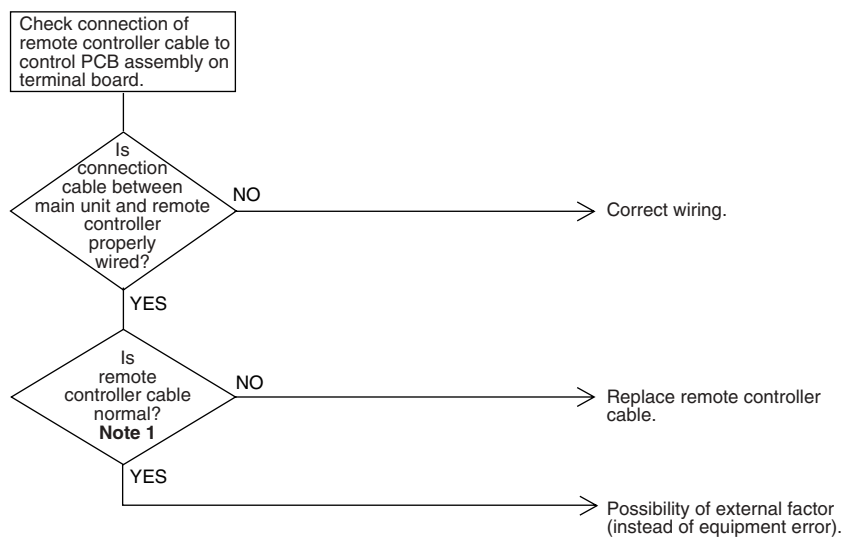 Check connection of
remote controller cable to
control PCB assembly on
terminal board.
Is
connection
cable between
main unit and remote
controller
properly
wired?
NO
Correct wiring.
YES
Is
remote
controller cable
normal?
Note 1
NO
Replace remote controller
cable.
YES
Possibility of external factor
(instead of equipment error).